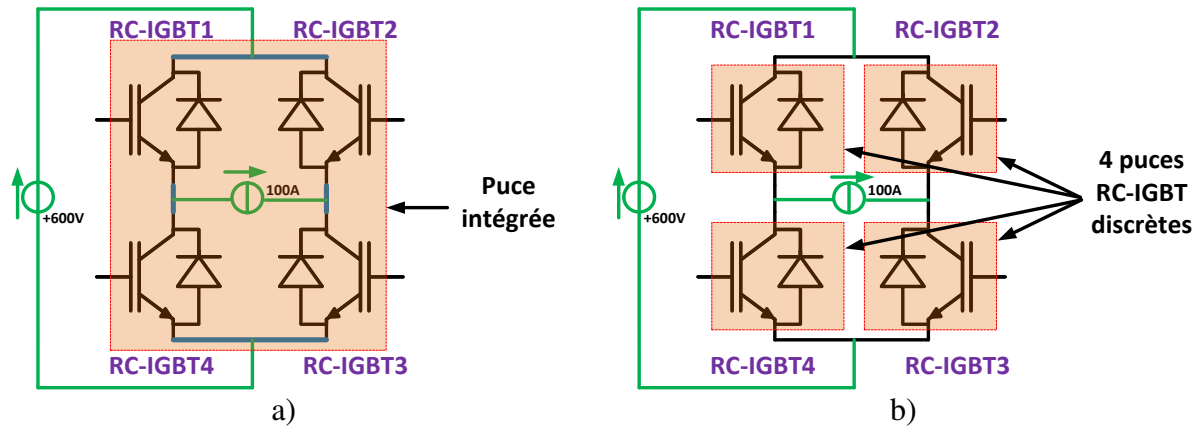 RC-IGBT1
RC-IGBT2
100A
+600V
Puce
intégrée
RC-IGBT4
RC-IGBT3
a)
RC-IGBT1
RC-IGBT2
100A
+600V
4 puces
RC-IGBT
discrètes
RC-IGBT4
RC-IGBT3
b)